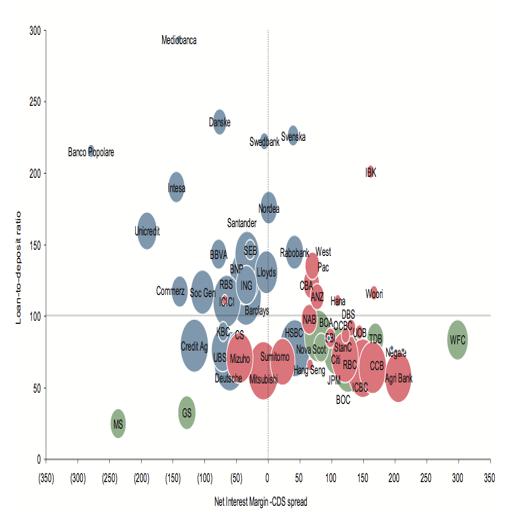 300
Mediobanca
250
Danske
Svenska
Swedbank
Banco Popolare
200
IBK
Intesa
Nordea
Unicredit
Santander
150
BBVA
SEB
Rabobank
West
Pac
BNP
Lloyds
Commerz
Soc Gen
RBS
ING
CBA
ANZ
Hana
Woori
ICICI
Barclays
DBS
100
NAB
BOA
OCBC
UOB
KBC
CS
HSBC
WFC
Credit Ag
UBS
Mizuho
Sumitomo
Nova Scot
StanC
TDB
Citi
RBC
CCB
Hang Seng
Deutsche
Mitsubishi
JPM
ICBC
Agri Bank
50
BOC
MS
GS
0
(350)
(300)
(250)
(200)
(150)
(100)
(50)
0
50
100
150
200
250
300
350
Loan-to-deposit ratio
Net Interest Margin -CDS spread